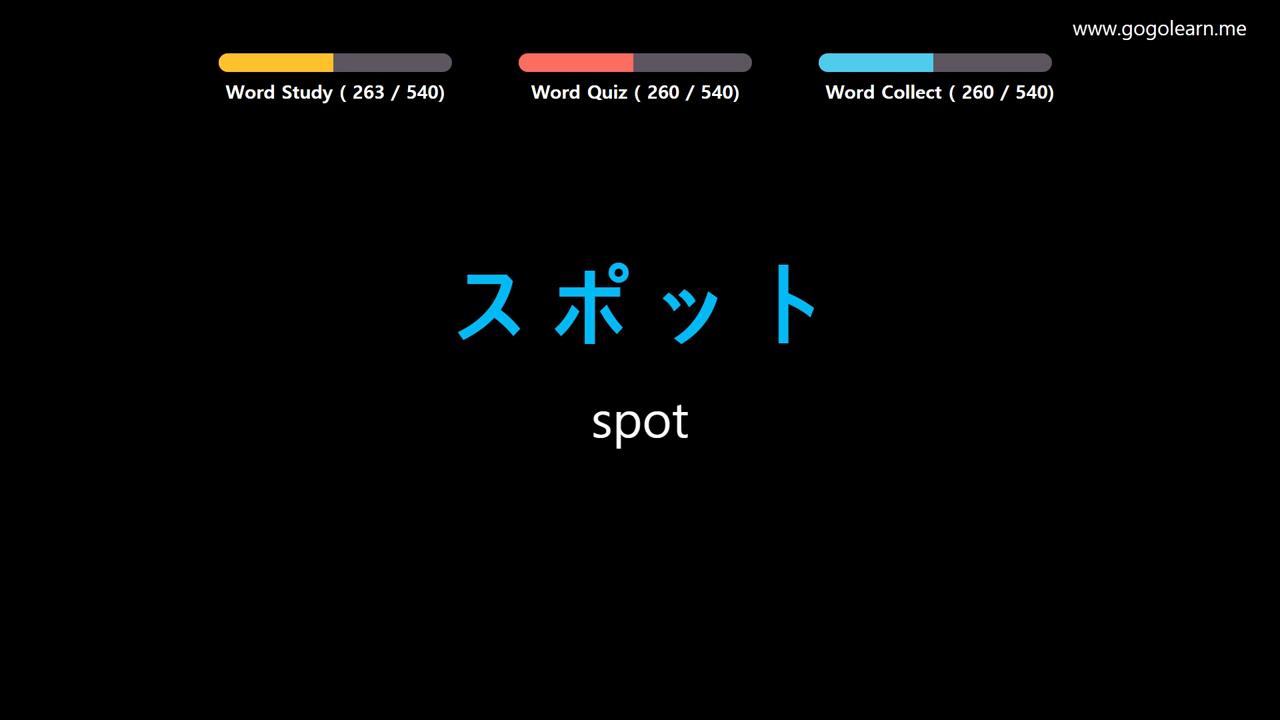 www.gogolearn.me
Word Study ( 263 / 540)
Word Quiz ( 260 / 540)
Word Collect ( 260 / 540)
スポット
spot